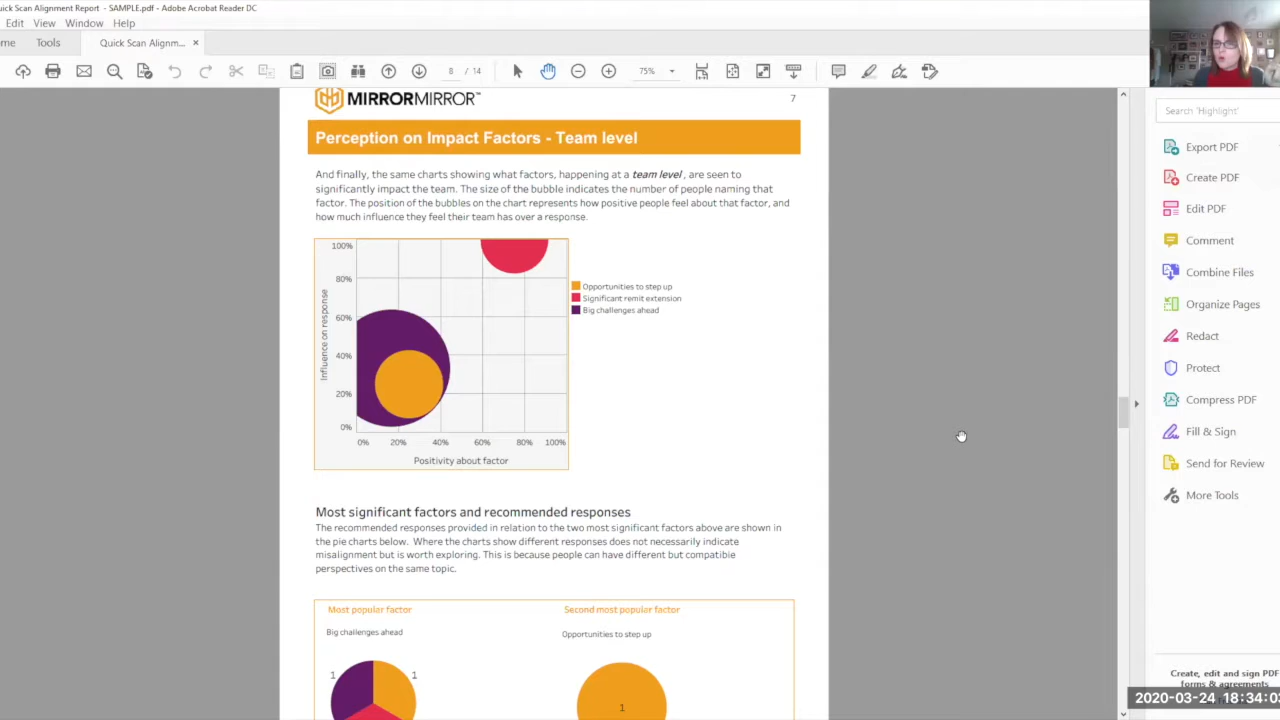 Quick Scan Alignment Report - SAMPLE.pdf - Adobe Acrobat Reader DC
Edit View Window Help
Tools
Quick Scan Alignm... ×
8 / 14
75%
MIRRORMIRROR™
7
Perception on Impact Factors - Team level
And finally, the same charts showing what factors, happening at a team level , are seen to
significantly impact the team. The size of the bubble indicates the number of people naming that
factor. The position of the bubbles on the chart represents how positive people feel about that factor, and
how much influence they feel their team has over a response.
100%
80%
60%
40%
20%
0%
Influence on response
0% 20% 40% 60% 80% 100%
Positivity about factor
Opportunities to step up
Significant remit extension
Big challenges ahead
Most significant factors and recommended responses
The recommended responses provided in relation to the two most significant factors above are shown in
the pie charts below. Where the charts show different responses does not necessarily indicate
misalignment but is worth exploring. This is because people can have different but compatible
perspectives on the same topic.
Most popular factor
Big challenges ahead
1 1
Second most popular factor
Opportunities to step up
1
Search 'Highlight'
Export PDF
Create PDF
Edit PDF
Comment
Combine Files
Organize Pages
Redact
Protect
Compress PDF
Fill & Sign
Send for Review
More Tools
Create, edit and sign PDF
forms & agreements
2020-03-24 18:34:0